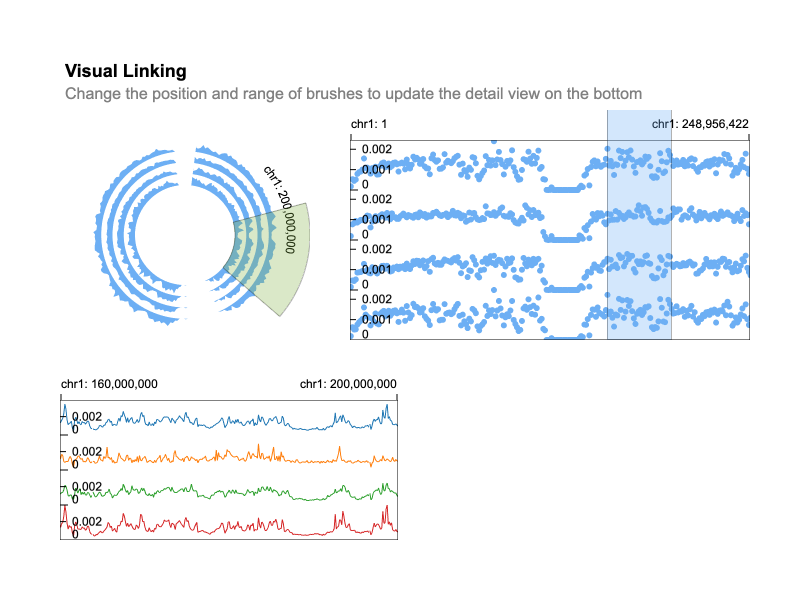 Visual Linking
Change the position and range of brushes to update the detail view on the bottom
chr1: 200,000,000
chr1: 1
chr1: 248,956,422
0.002
0.001
0
0.002
0.001
0
0.002
0.001
0
0.002
0.001
0
chr1: 160,000,000
chr1: 200,000,000
0.002
0
0.002
0
0.002
0
0.002
0